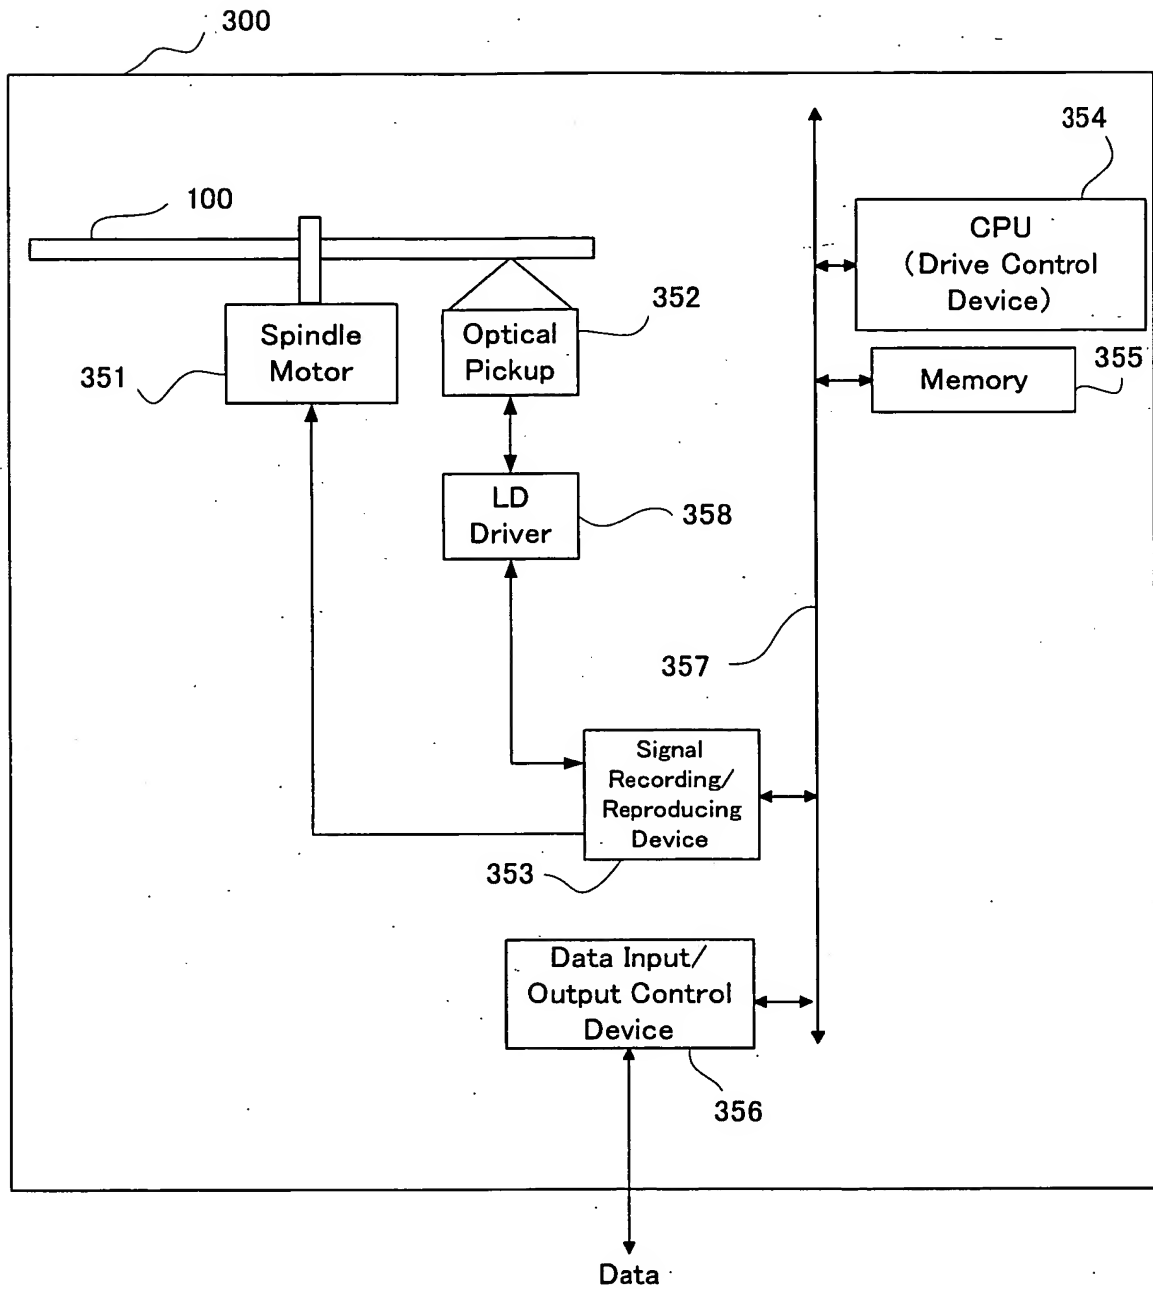 300
354
100
CPU
(Drive Control
Device)
352
Spindle
Motor
Optical
Pickup
351
355
Memory
LD
Driver
358
357
Signal
Recording/
Reproducing
Device
353
Data Input/
Output Control
Device
356
Data